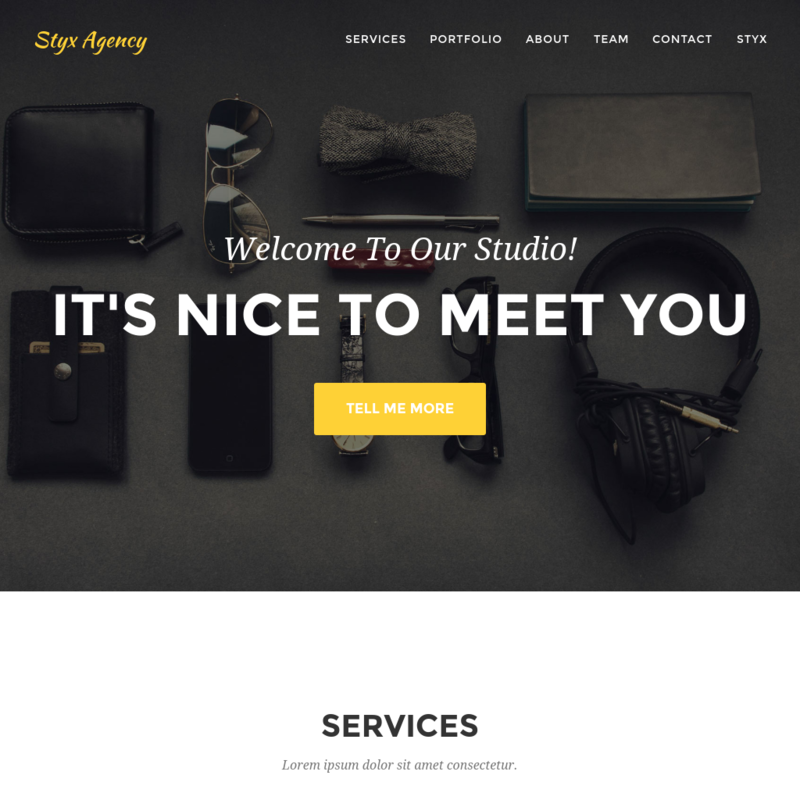 Styx Agency
SERVICES PORTFOLIO ABOUT TEAM CONTACT STYX
Welcome To Our Studio!
IT'S NICE TO MEET YOU
TELL ME MORE
SERVICES
Lorem ipsum dolor sit amet consectetur.